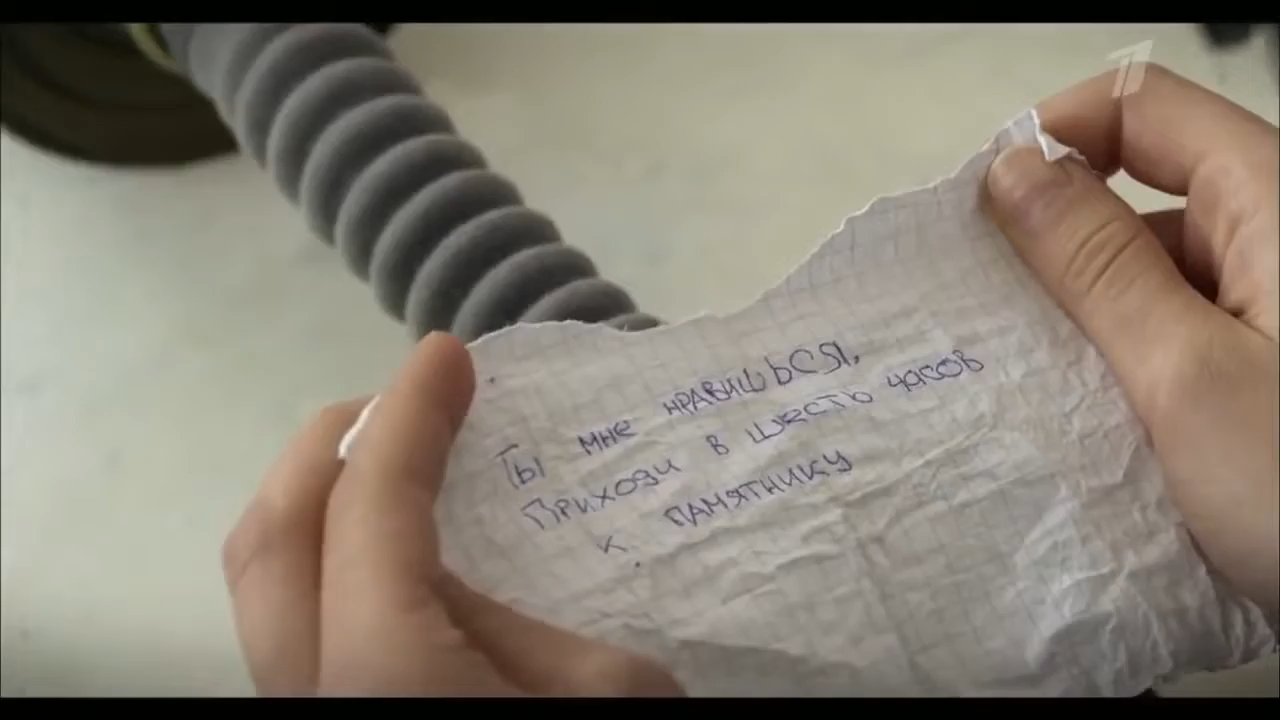 Ты мне нравишься.
Приходи в шесть часов
к памятнику